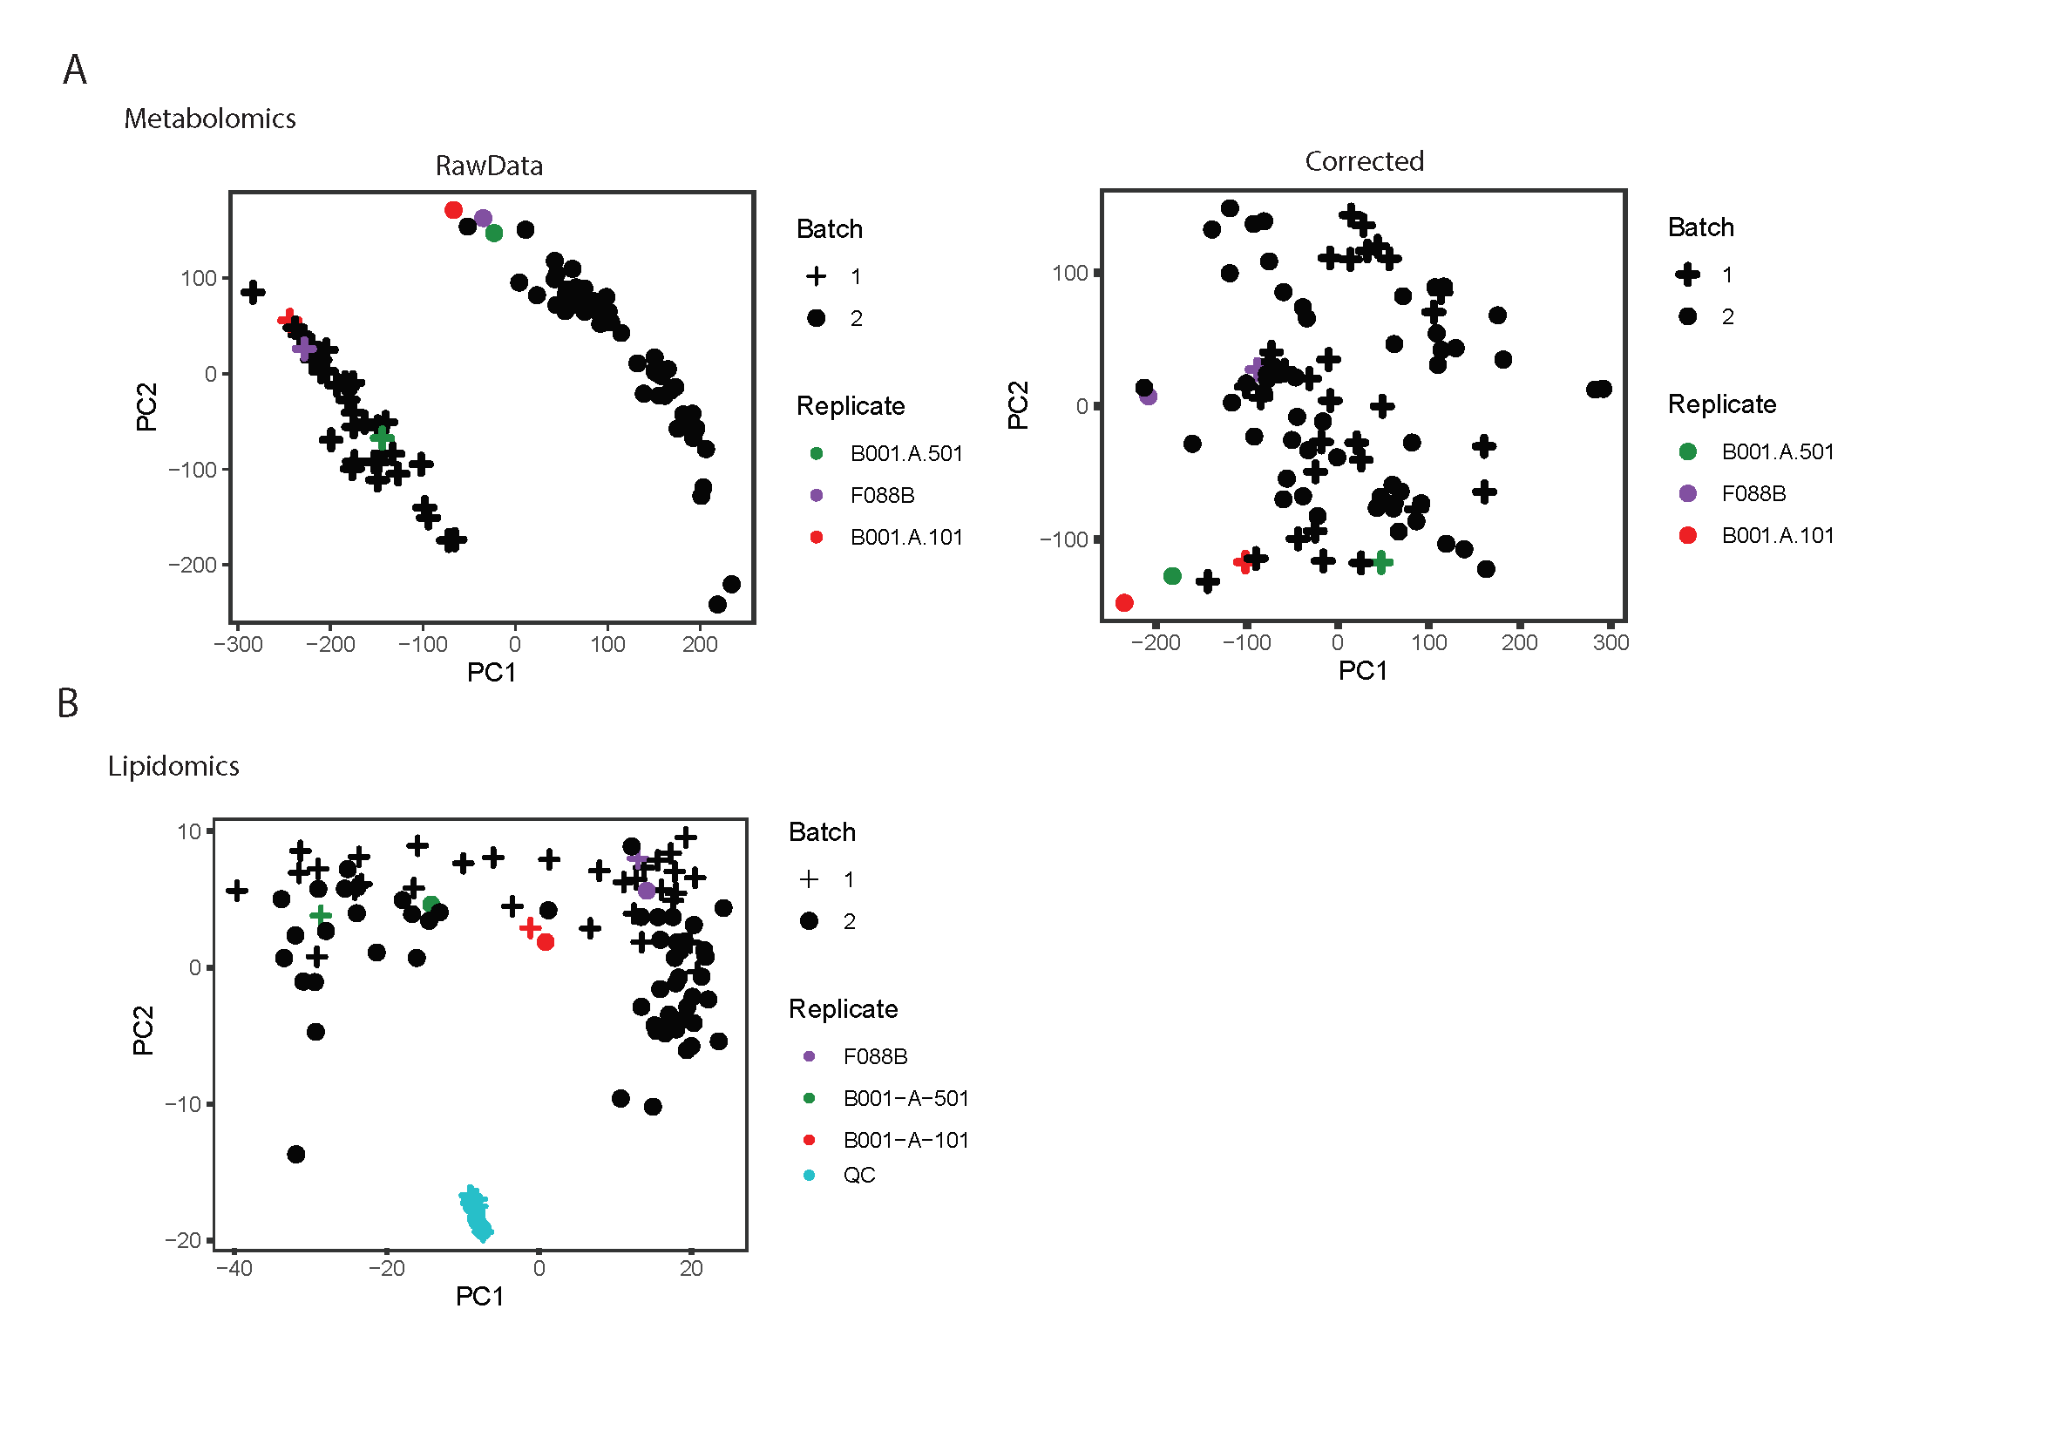 A
Metabolomics
RawData
PC2
100
0
−100
−200
−300 −200 −100 0 100 200
PC1
Batch
1
2
Replicate
B001.A.501
F088B
B001.A.101
Corrected
PC2
100
0
−100
−200 −100 0 100 200 300
PC1
Batch
1
2
Replicate
B001.A.501
F088B
B001.A.101
B
Lipidomics
PC2
10
0
−10
−20
−40 −20 0 20
PC1
Batch
1
2
Replicate
F088B
B001−A−501
B001−A−101
QC